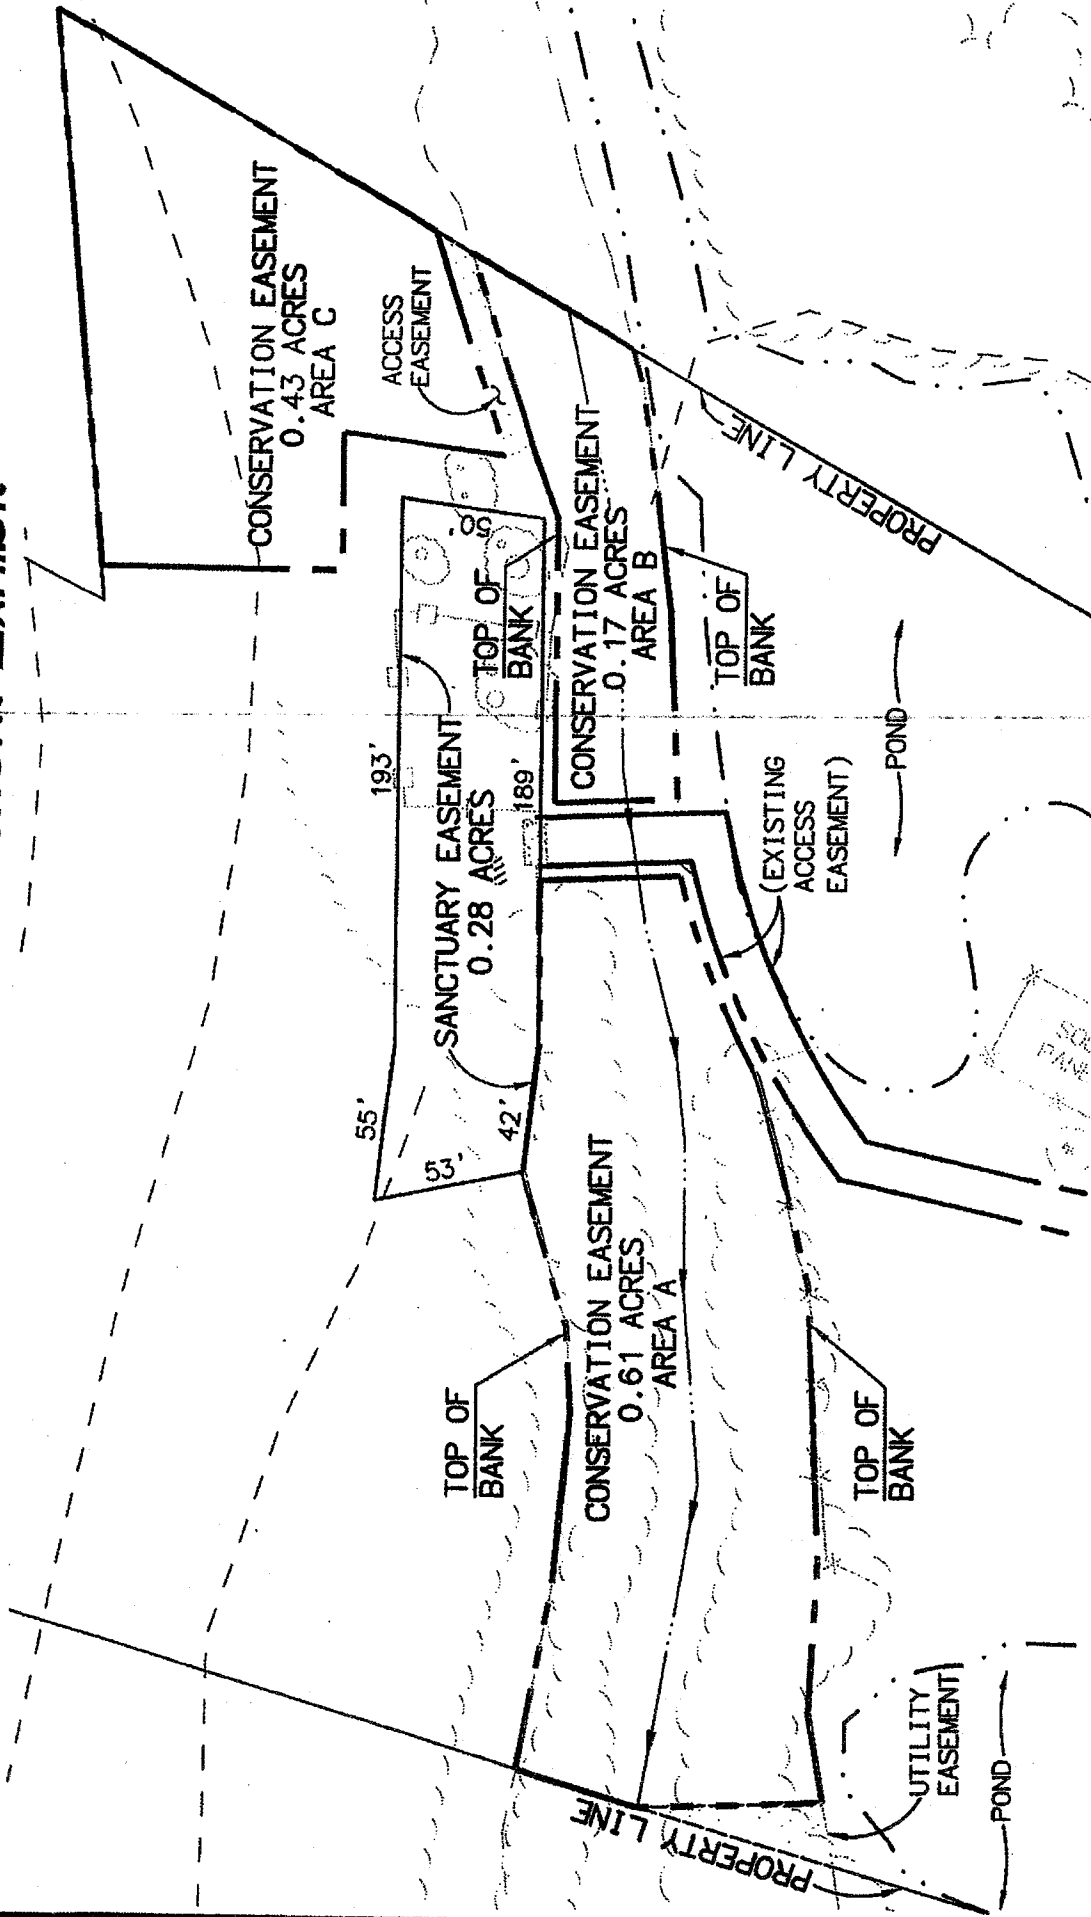 CONSERVATION EASEMENT
0.43 ACRES
AREA C
ACCESS
EASEMENT
50'
TOP OF
BANK
CONSERVATION EASEMENT
0.17 ACRES
AREA B
TOP OF
BANK
PROPERTY LINE
193'
SANCTUARY EASEMENT
0.28 ACRES
189'
(EXISTING
ACCESS
EASEMENT)
POND
55'
53'
42'
CONSERVATION EASEMENT
0.61 ACRES
AREA A
TOP OF
BANK
TOP OF
BANK
UTILITY
EASEMENT
POND
PROPERTY LINE